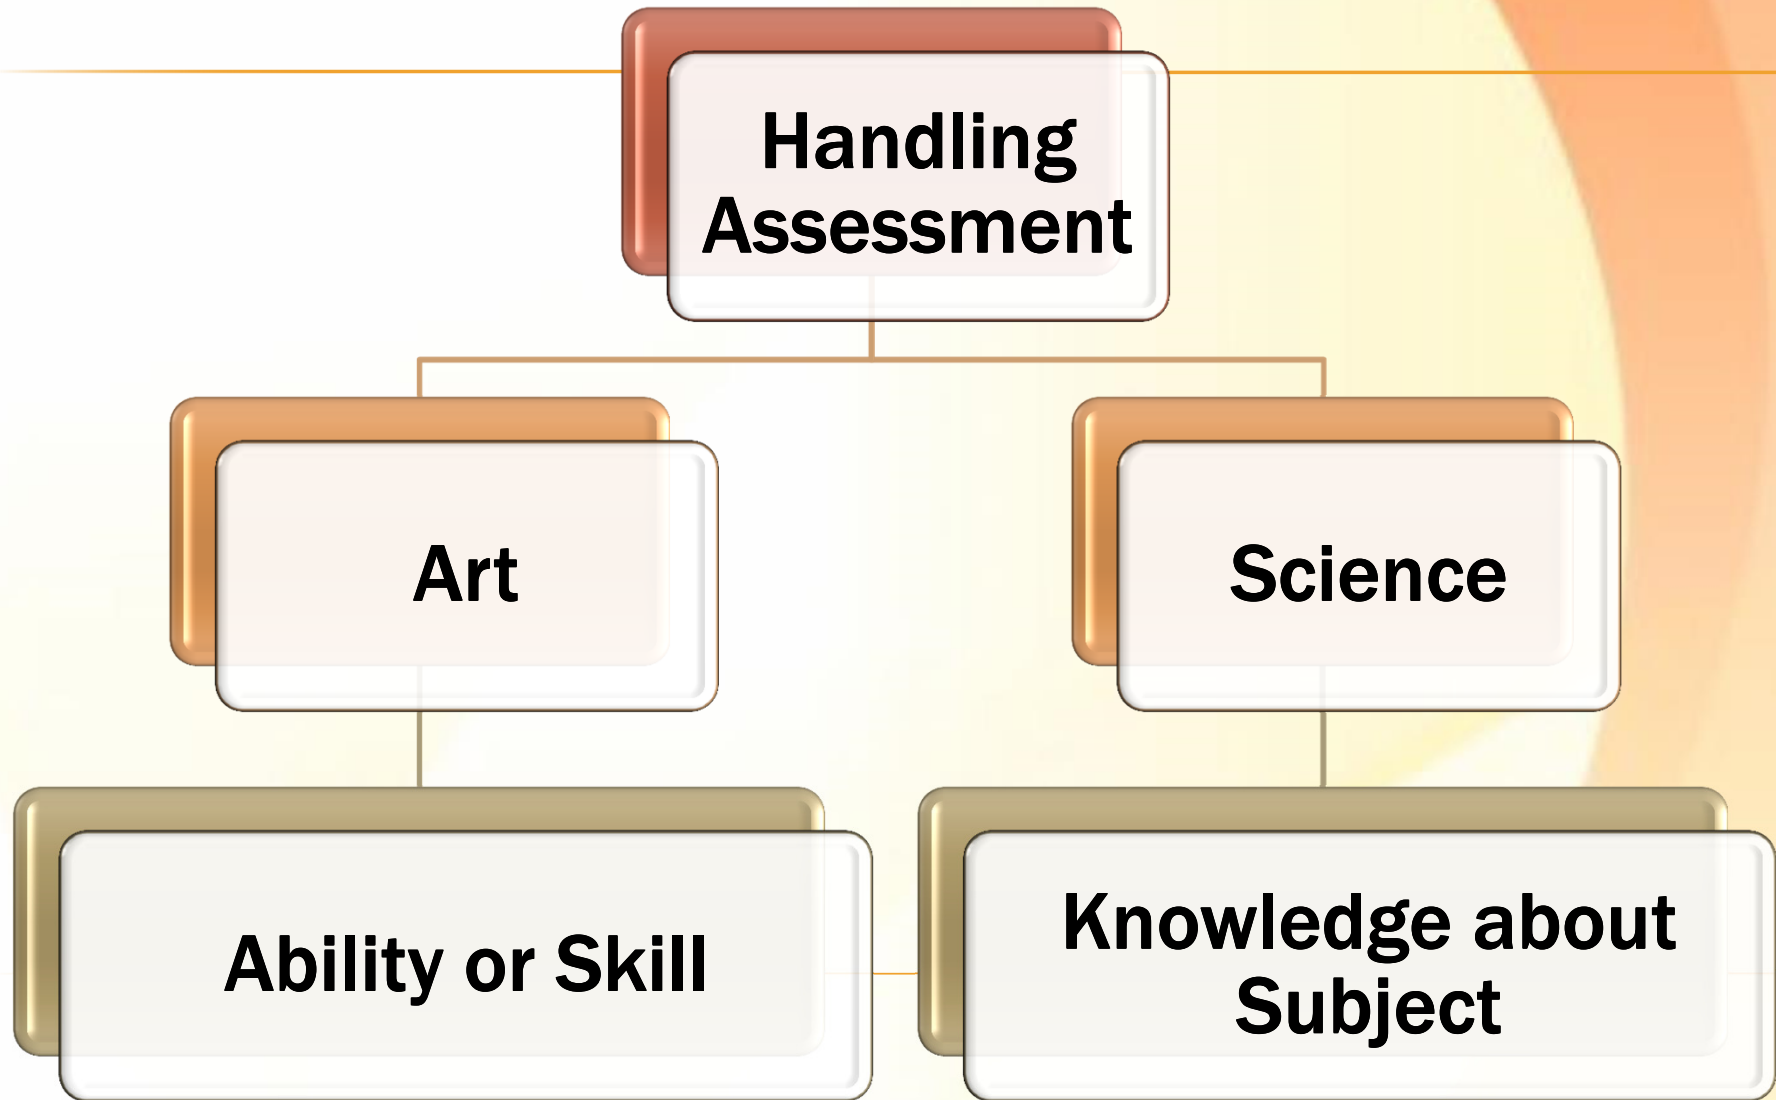 Handling
Assessment
Art
Science
Ability or Skill
Knowledge about
Subject